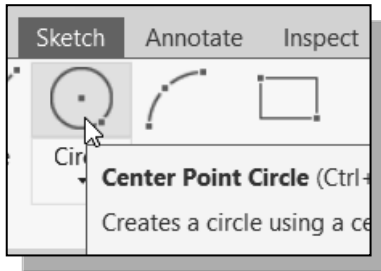 Sketch Annotate Inspect
Cir
Center Point Circle (Ctrl+
Creates a circle using a ce